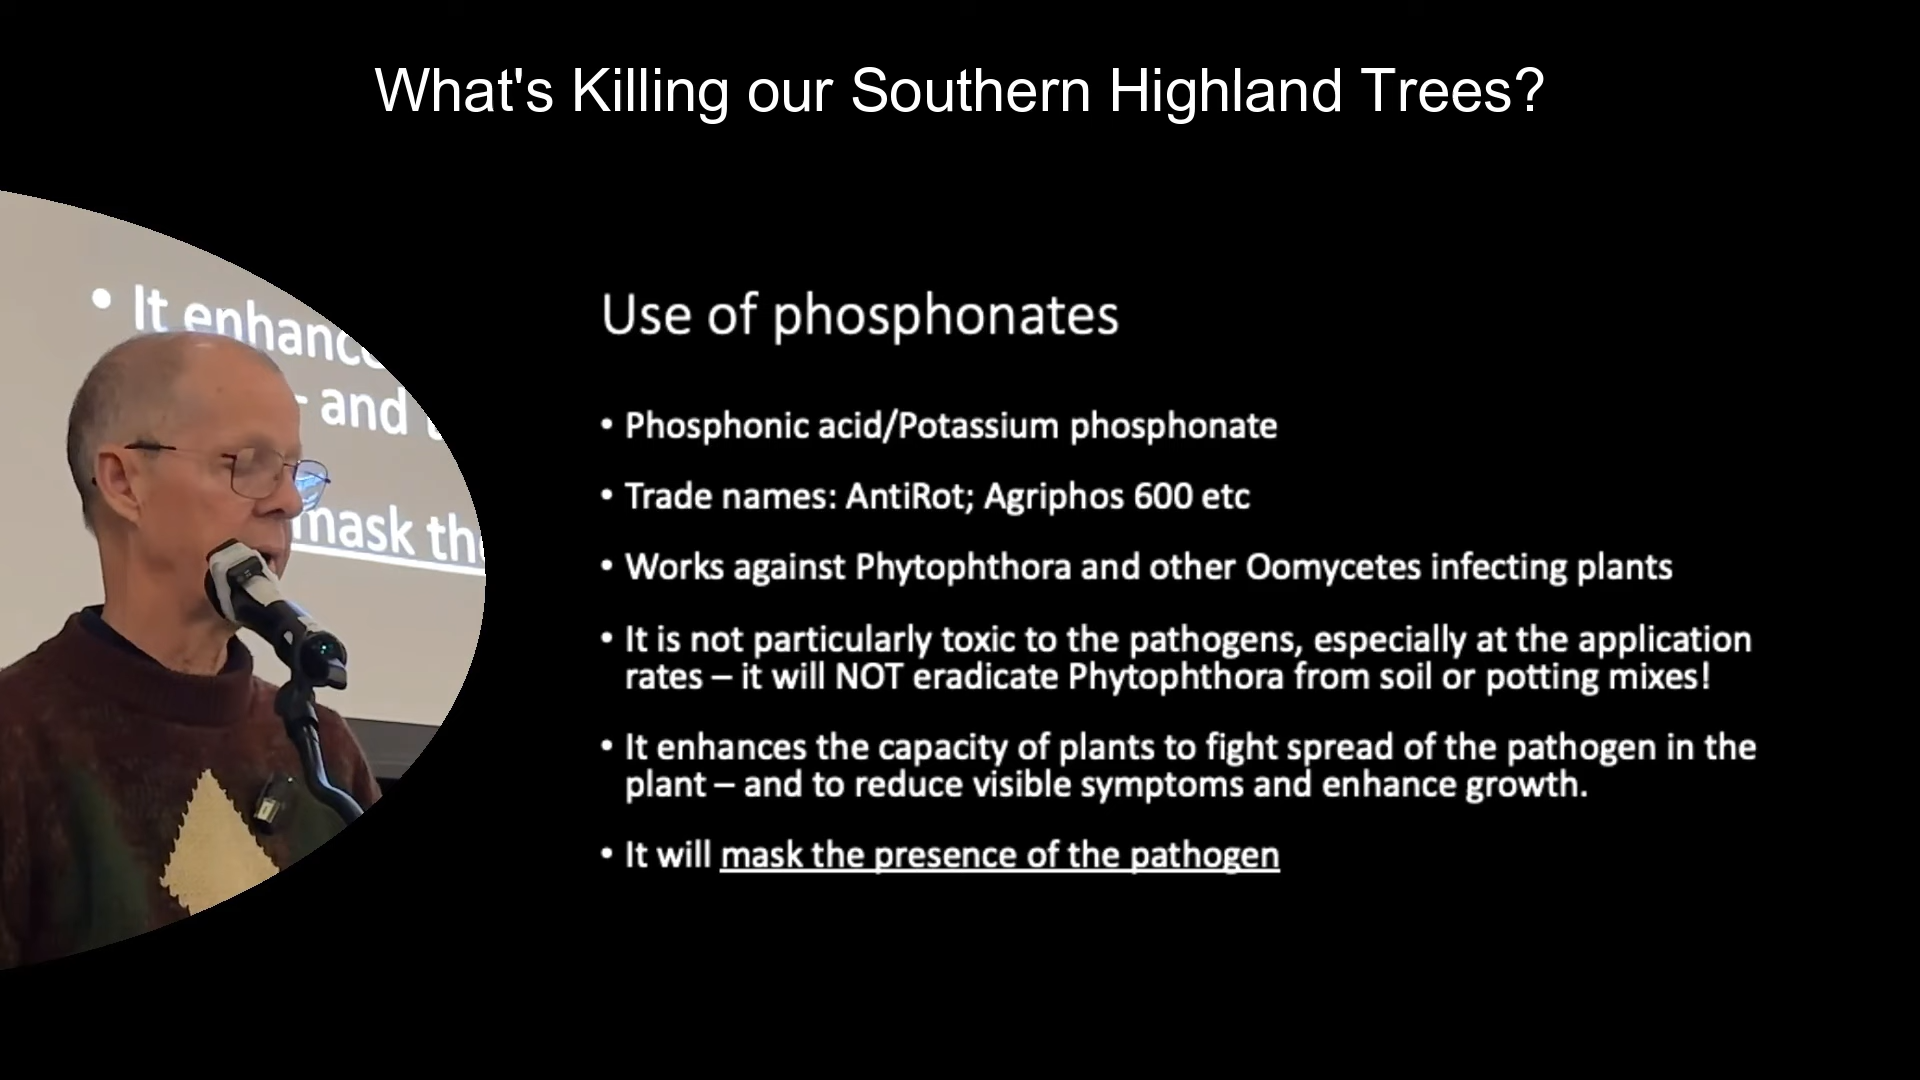 What's Killing our Southern Highland Trees?
• It enhance
- and
mask the
Use of phosphonates
• Phosphonic acid/Potassium phosphonate
• Trade names: AntiRot; Agriphos 600 etc
• Works against Phytophthora and other Oomycetes infecting plants
• It is not particularly toxic to the pathogens, especially at the application
rates – it will NOT eradicate Phytophthora from soil or potting mixes!
• It enhances the capacity of plants to fight spread of the pathogen in the
plant – and to reduce visible symptoms and enhance growth.
• It will mask the presence of the pathogen